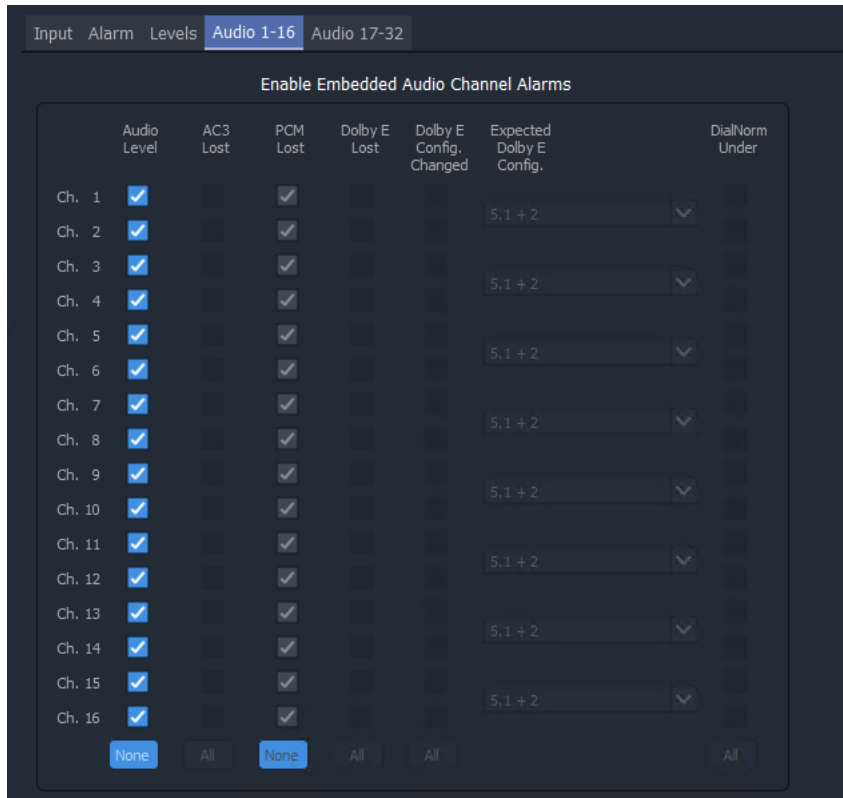 Input Alarm Levels Audio 1-16 Audio 17-32
Enable Embedded Audio Channel Alarms
Audio Level AC3 Lost PCM Lost Dolby E Lost Dolby E Config. Changed Expected Dolby E Config. DialNorm Under
Ch. 1
5.1 + 2
Ch. 2
Ch. 3
5.1 + 2
Ch. 4
Ch. 5
5.1 + 2
Ch. 6
Ch. 7
5.1 + 2
Ch. 8
Ch. 9
5.1 + 2
Ch. 10
Ch. 11
5.1 + 2
Ch. 12
Ch. 13
5.1 + 2
Ch. 14
Ch. 15
5.1 + 2
Ch. 16
None All None All All All